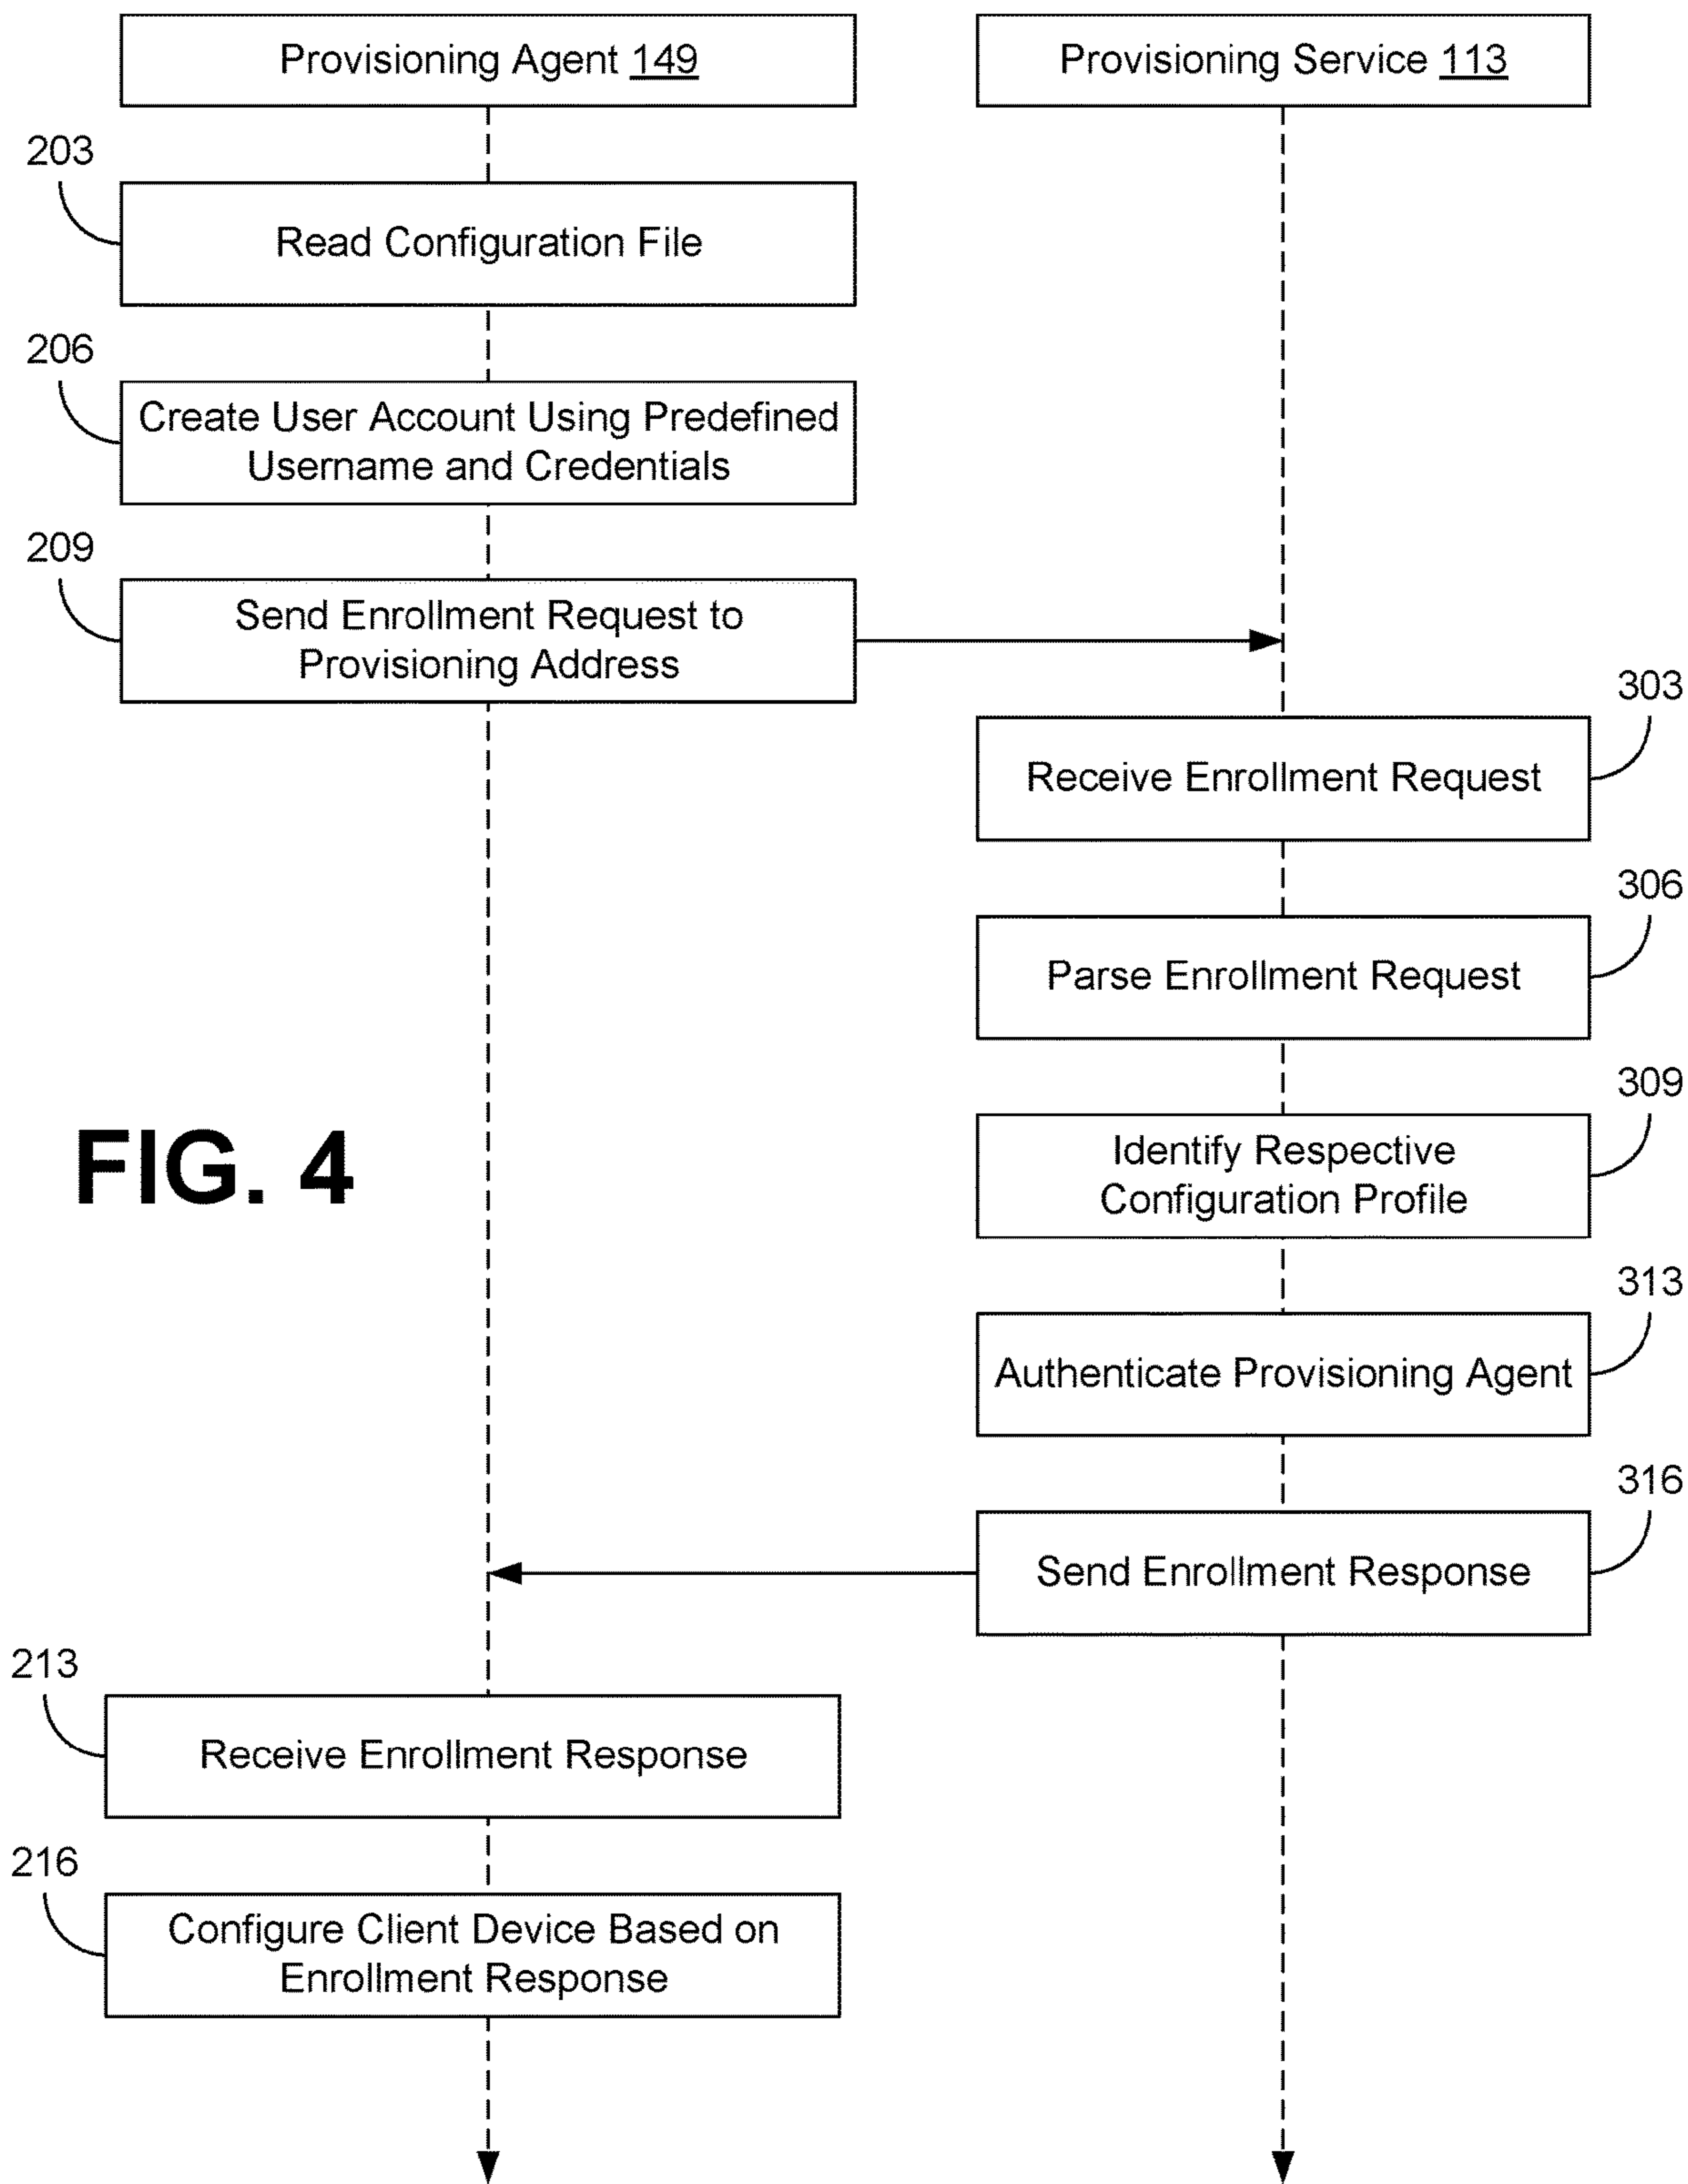 Provisioning Agent 149
Provisioning Service 113
203
Read Configuration File
206
Create User Account Using Predefined
Username and Credentials
209
Send Enrollment Request to
Provisioning Address
303
Receive Enrollment Request
306
Parse Enrollment Request
309
Identify Respective
Configuration Profile
FIG. 4
313
Authenticate Provisioning Agent
316
Send Enrollment Response
213
Receive Enrollment Response
216
Configure Client Device Based on
Enrollment Response